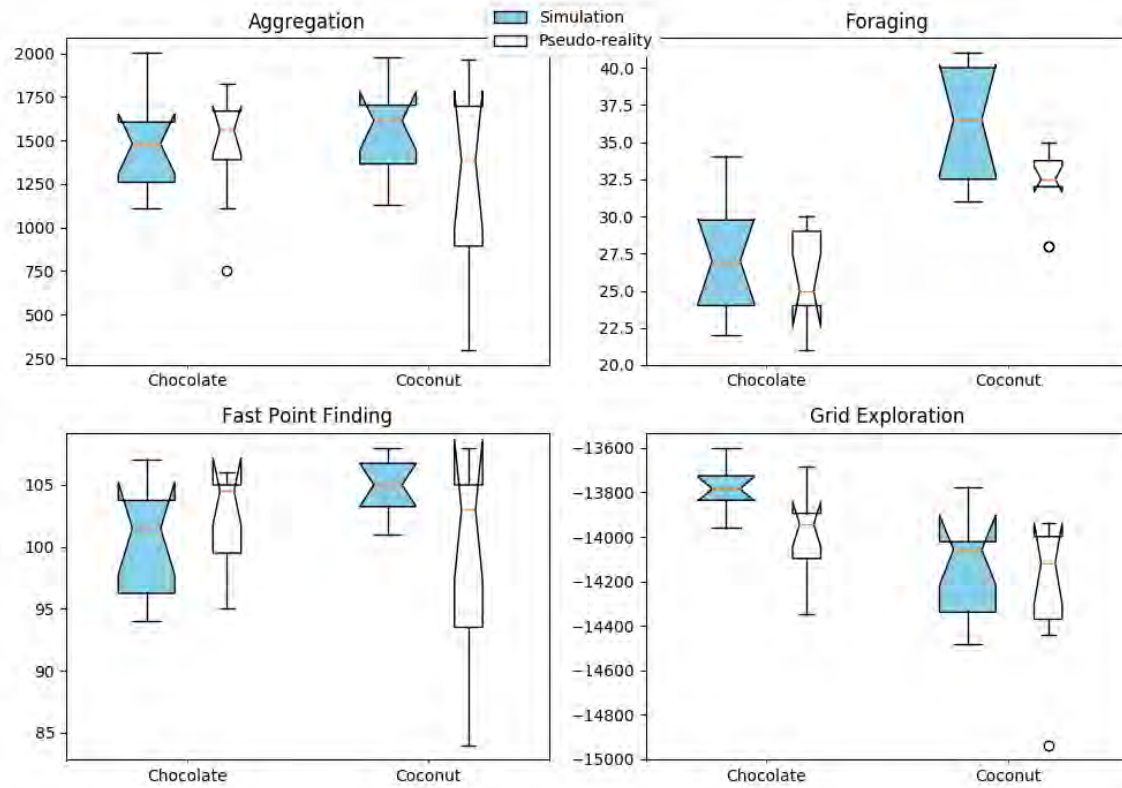 Aggregation
Simulation
Pseudo-reality
Foraging
2000
1750
1500
1250
1000
750
500
250
Chocolate
Coconut
40.0
37.5
35.0
32.5
30.0
27.5
25.0
22.5
20.0
Chocolate
Coconut
Fast Point Finding
105
100
95
90
85
Chocolate
Coconut
Grid Exploration
−13600
−13800
−14000
−14200
−14400
−14600
−14800
−15000
Chocolate
Coconut